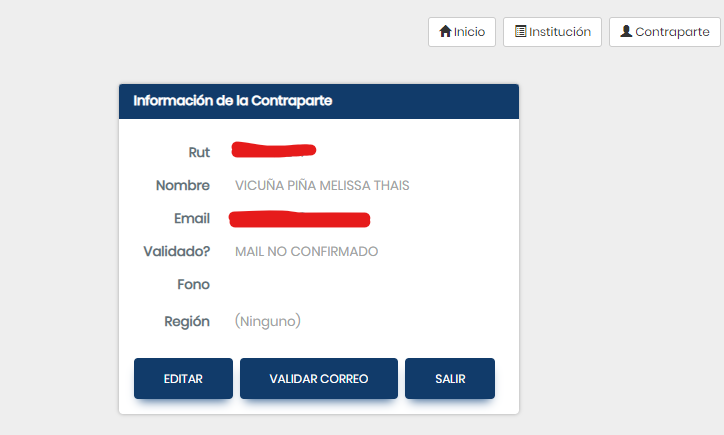 Inicio
Institución
Contraparte
Información de la Contraparte
Rut
Nombre VICUÑA PIÑA MELISSA THAIS
Email
Validado? MAIL NO CONFIRMADO
Fono
Región (Ninguno)
EDITAR
VALIDAR CORREO
SALIR